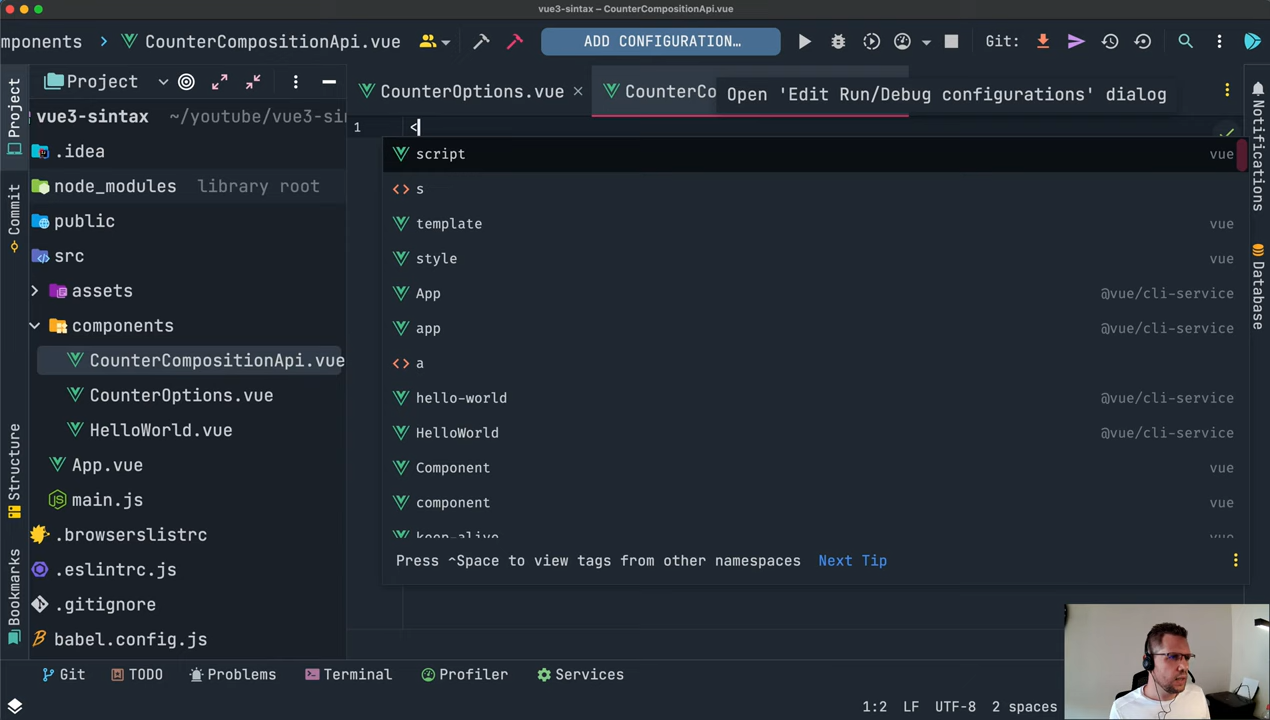 vue3-sintax – CounterCompositionApi.vue
mponents
CounterCompositionApi.vue
ADD CONFIGURATION…
Git:
Project
CounterOptions.vue
CounterCo
Open 'Edit Run/Debug configurations' dialog
Project
Commit
Structure
Bookmarks
vue3-sintax ~/youtube/vue3-si
.idea
node_modules library root
public
src
assets
components
CounterCompositionApi.vue
CounterOptions.vue
HelloWorld.vue
App.vue
main.js
.browserslistrc
.eslintrc.js
.gitignore
babel.config.js
1 <
script vue
<> s
template vue
style vue
App @vue/cli-service
app @vue/cli-service
<> a
hello-world @vue/cli-service
HelloWorld @vue/cli-service
Component vue
component vue
keep-alive vue
Press ^Space to view tags from other namespaces Next Tip
Notifications
Database
Git
TODO
Problems
Terminal
Profiler
Services
1:2 LF UTF-8 2 spaces